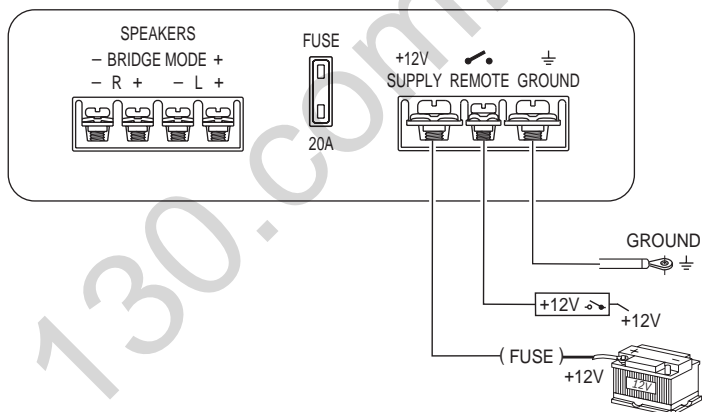 SPEAKERS
− BRIDGE MODE +
− R + − L +
FUSE
20A
+12V
SUPPLY REMOTE GROUND
GROUND
+12V
+12V
( FUSE )
+12V
+ −
12V
130.com